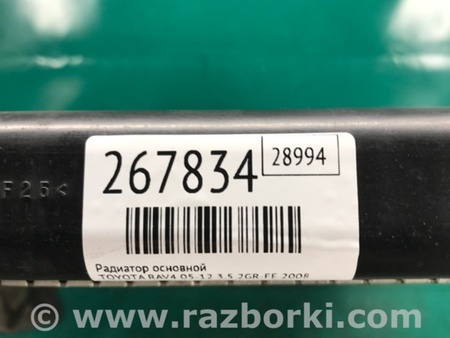 267834
28994
F25<
Радиатор основной
TOYOTA RAV4 05-12 3.5 2GR-FE 2008
© www.razborki.com